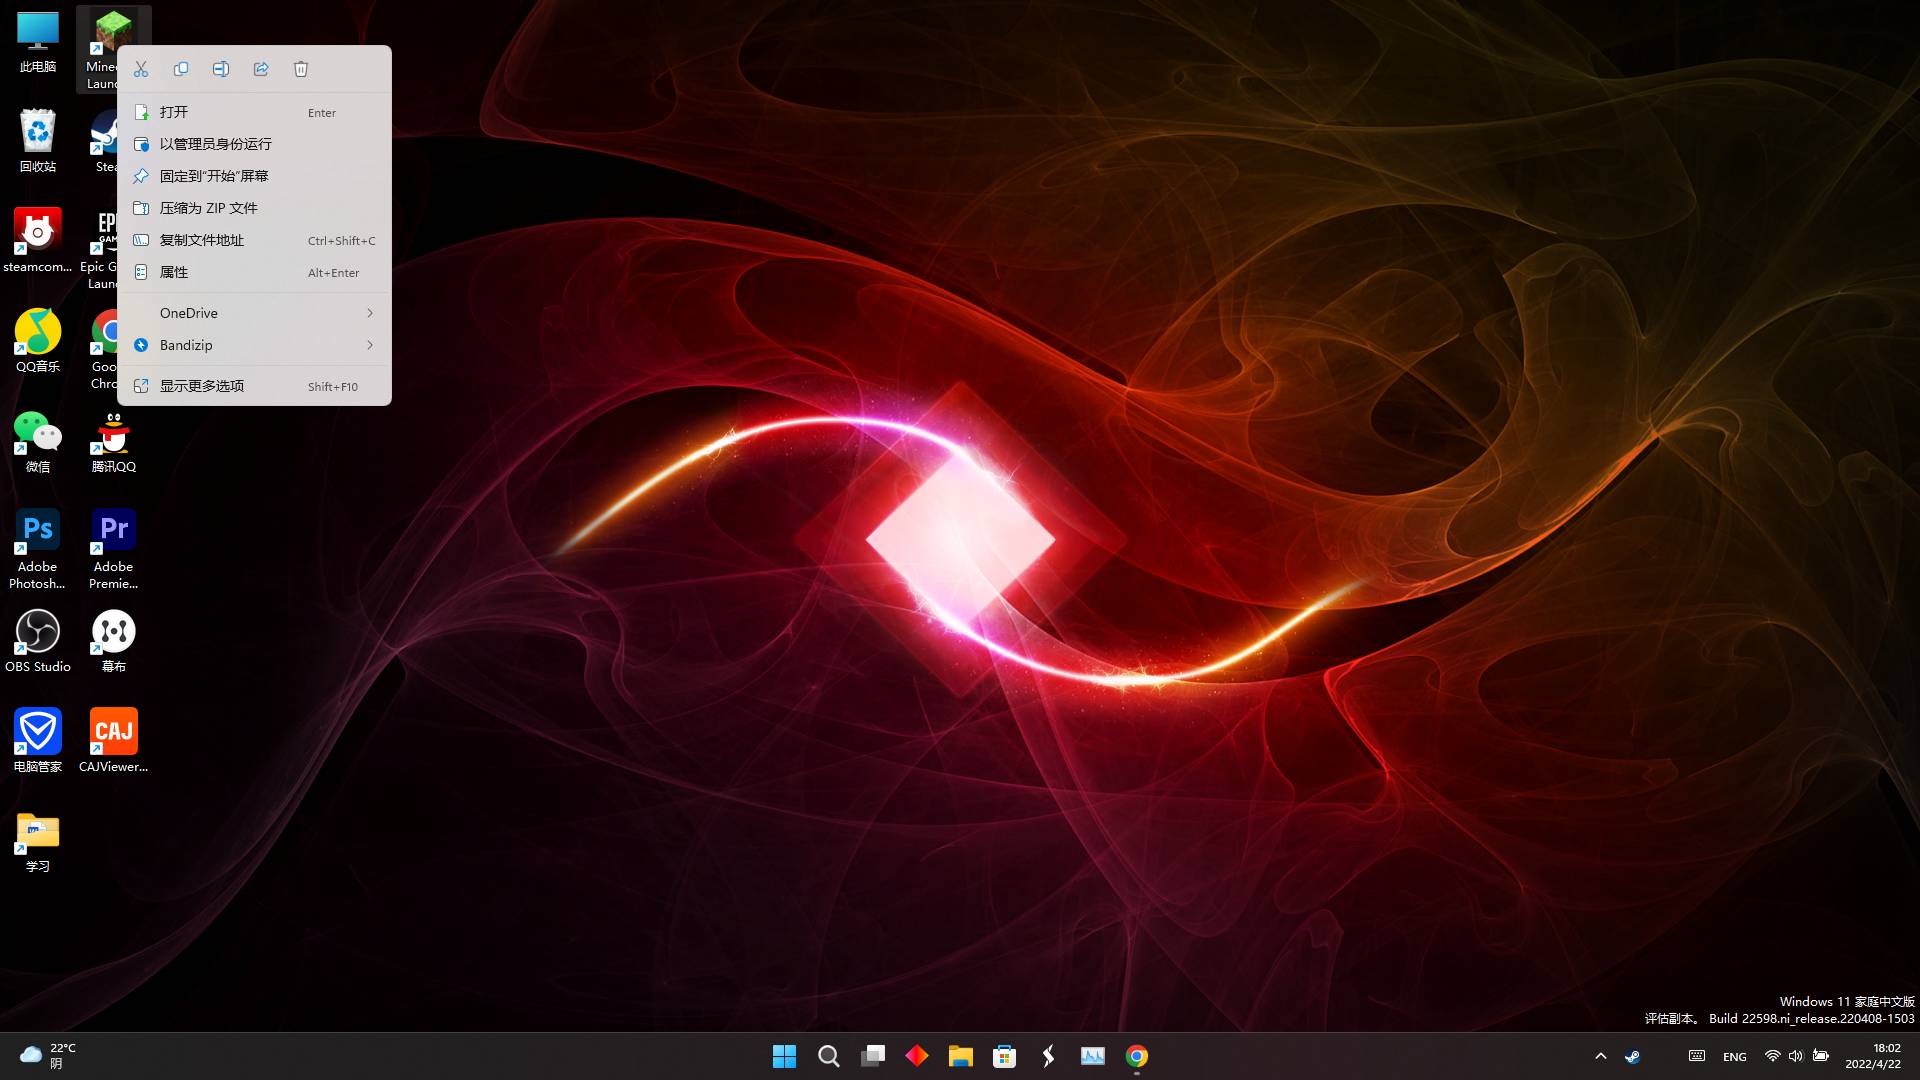 此电脑
Mine
Laun
打开 Enter
以管理员身份运行
固定到“开始”屏幕
压缩为 ZIP 文件
复制文件地址 Ctrl+Shift+C
属性 Alt+Enter
OneDrive
Bandizip
显示更多选项 Shift+F10
回收站
Stea
steamcom...
EPI
GAM
Epic G
Laun
QQ音乐
Goo
Chro
微信
腾讯QQ
Ps
Adobe
Photosh...
Pr
Adobe
Premie...
OBS Studio
幕布
电脑管家
CAJ
CAJViewer...
学习
Windows 11 家庭中文版
评估副本。 Build 22598.ni_release.220408-1503
22°C
阴
ENG
18:02
2022/4/22